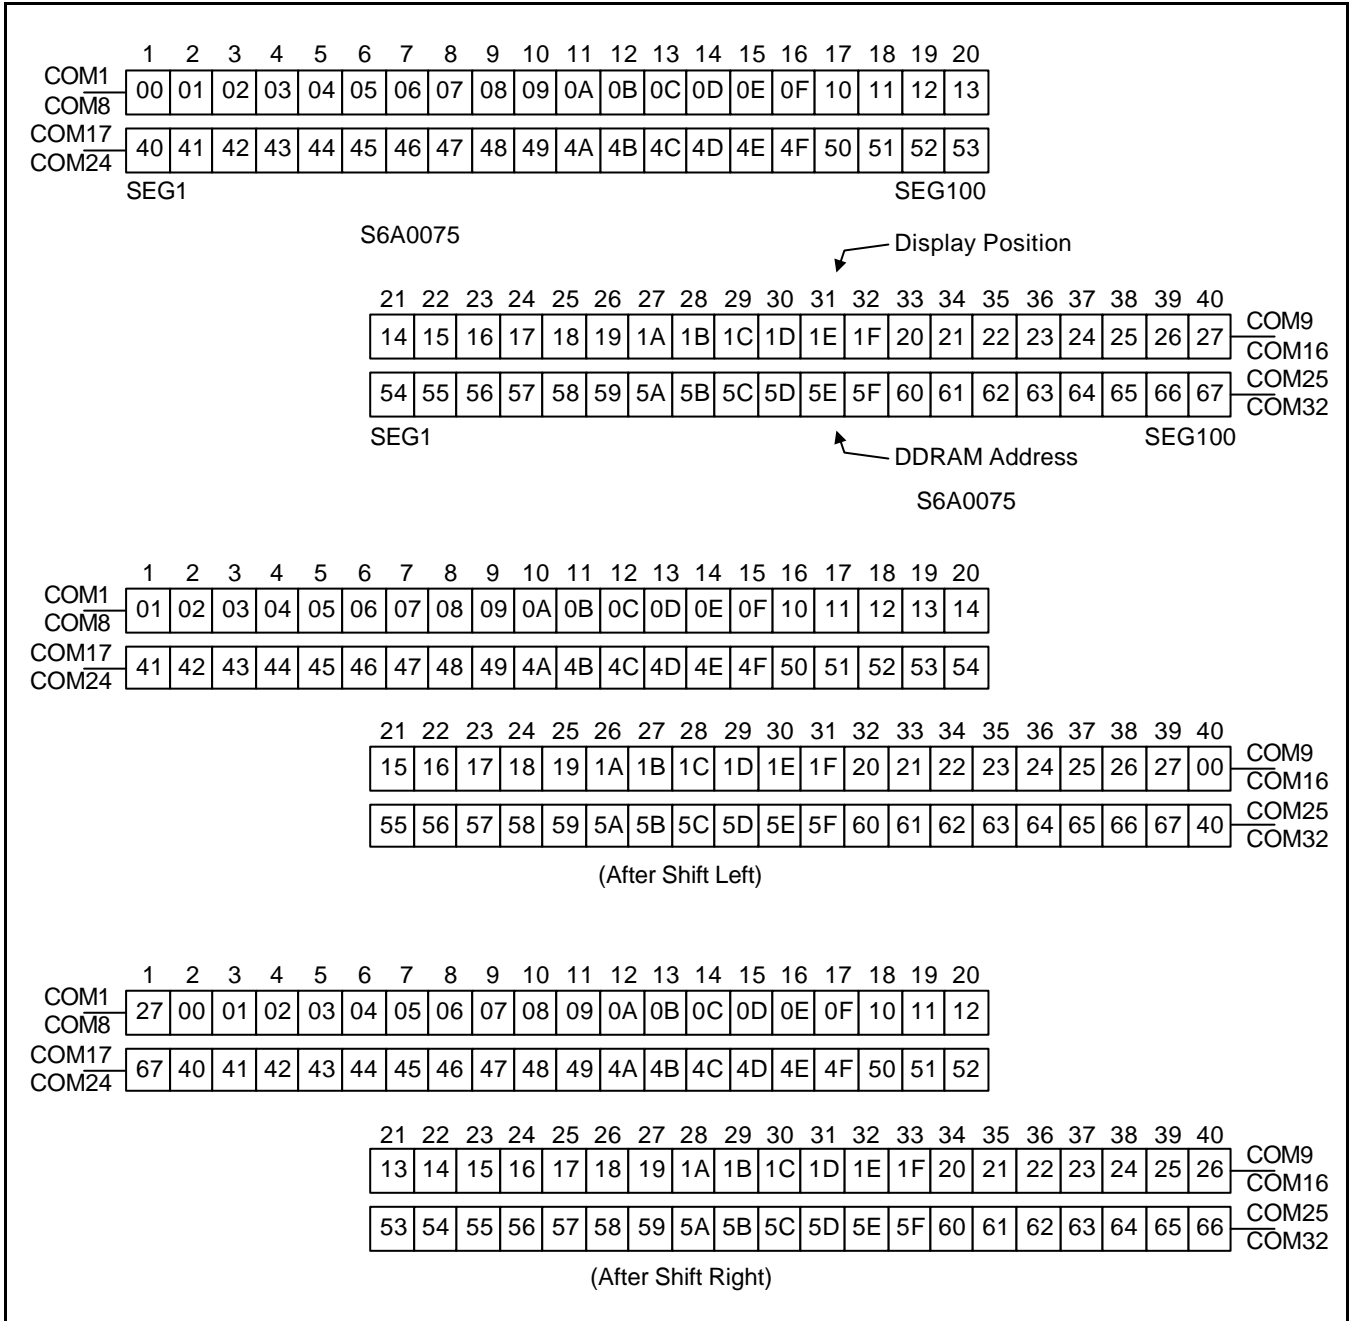 1 2 3 4 5 6 7 8 9 10 11 12 13 14 15 16 17 18 19 20
COM1
COM8
00 01 02 03 04 05 06 07 08 09 0A 0B 0C 0D 0E 0F 10 11 12 13
COM17
COM24
40 41 42 43 44 45 46 47 48 49 4A 4B 4C 4D 4E 4F 50 51 52 53
SEG1 SEG100
S6A0075
Display Position
21 22 23 24 25 26 27 28 29 30 31 32 33 34 35 36 37 38 39 40
14 15 16 17 18 19 1A 1B 1C 1D 1E 1F 20 21 22 23 24 25 26 27
COM9
COM16
54 55 56 57 58 59 5A 5B 5C 5D 5E 5F 60 61 62 63 64 65 66 67
COM25
COM32
SEG1 SEG100
DDRAM Address
S6A0075
1 2 3 4 5 6 7 8 9 10 11 12 13 14 15 16 17 18 19 20
COM1
COM8
01 02 03 04 05 06 07 08 09 0A 0B 0C 0D 0E 0F 10 11 12 13 14
COM17
COM24
41 42 43 44 45 46 47 48 49 4A 4B 4C 4D 4E 4F 50 51 52 53 54
21 22 23 24 25 26 27 28 29 30 31 32 33 34 35 36 37 38 39 40
15 16 17 18 19 1A 1B 1C 1D 1E 1F 20 21 22 23 24 25 26 27 00
COM9
COM16
55 56 57 58 59 5A 5B 5C 5D 5E 5F 60 61 62 63 64 65 66 67 40
COM25
COM32
(After Shift Left)
1 2 3 4 5 6 7 8 9 10 11 12 13 14 15 16 17 18 19 20
COM1
COM8
27 00 01 02 03 04 05 06 07 08 09 0A 0B 0C 0D 0E 0F 10 11 12
COM17
COM24
67 40 41 42 43 44 45 46 47 48 49 4A 4B 4C 4D 4E 4F 50 51 52
21 22 23 24 25 26 27 28 29 30 31 32 33 34 35 36 37 38 39 40
13 14 15 16 17 18 19 1A 1B 1C 1D 1E 1F 20 21 22 23 24 25 26
COM9
COM16
53 54 55 56 57 58 59 5A 5B 5C 5D 5E 5F 60 61 62 63 64 65 66
COM25
COM32
(After Shift Right)